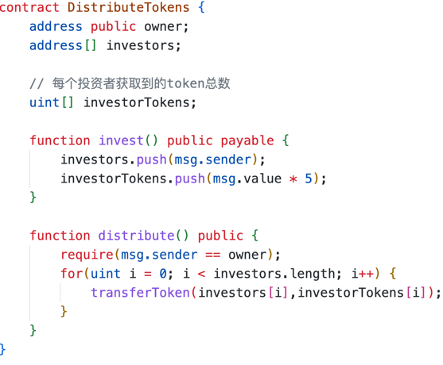 contract DistributeTokens {
    address public owner;
    address[] investors;

    // 每个投资者获取到的token总数
    uint[] investorTokens;

    function invest() public payable {
        investors.push(msg.sender);
        investorTokens.push(msg.value * 5);
    }

    function distribute() public {
        require(msg.sender == owner);
        for(uint i = 0; i < investors.length; i++) {
            transferToken(investors[i],investorTokens[i]);
        }
    }
}